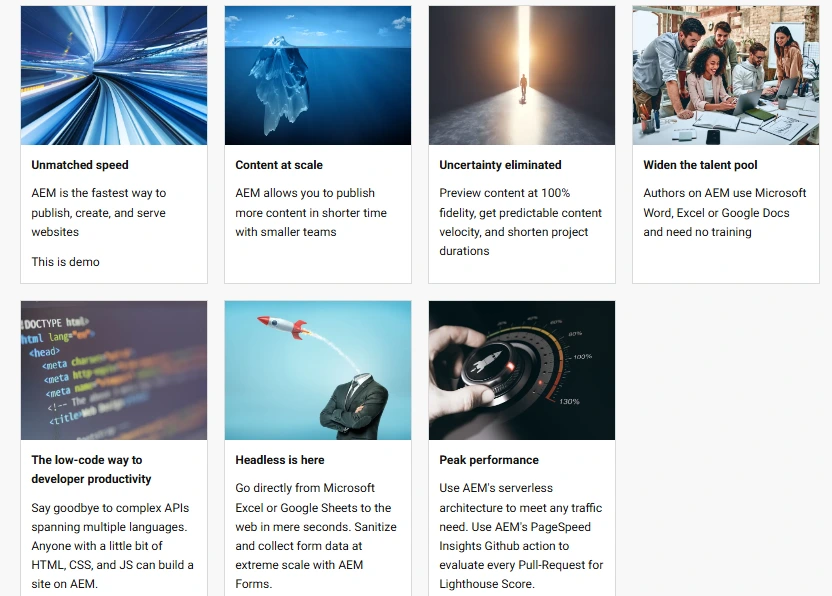 Unmatched speed
AEM is the fastest way to
publish, create, and serve
websites
This is demo
Content at scale
AEM allows you to publish
more content in shorter time
with smaller teams
Uncertainty eliminated
Preview content at 100%
fidelity, get predictable content
velocity, and shorten project
durations
Widen the talent pool
Authors on AEM use Microsoft
Word, Excel or Google Docs
and need no training
!DOCTYPE html>
html lang="en">
<head>
<meta
<meta
<meta
<!-- The
<title>Web Design
80%
100%
130%
The low-code way to
developer productivity
Say goodbye to complex APIs
spanning multiple languages.
Anyone with a little bit of
HTML, CSS, and JS can build a
site on AEM.
Headless is here
Go directly from Microsoft
Excel or Google Sheets to the
web in mere seconds. Sanitize
and collect form data at
extreme scale with AEM
Forms.
Peak performance
Use AEM's serverless
architecture to meet any traffic
need. Use AEM's PageSpeed
Insights Github action to
evaluate every Pull-Request for
Lighthouse Score.